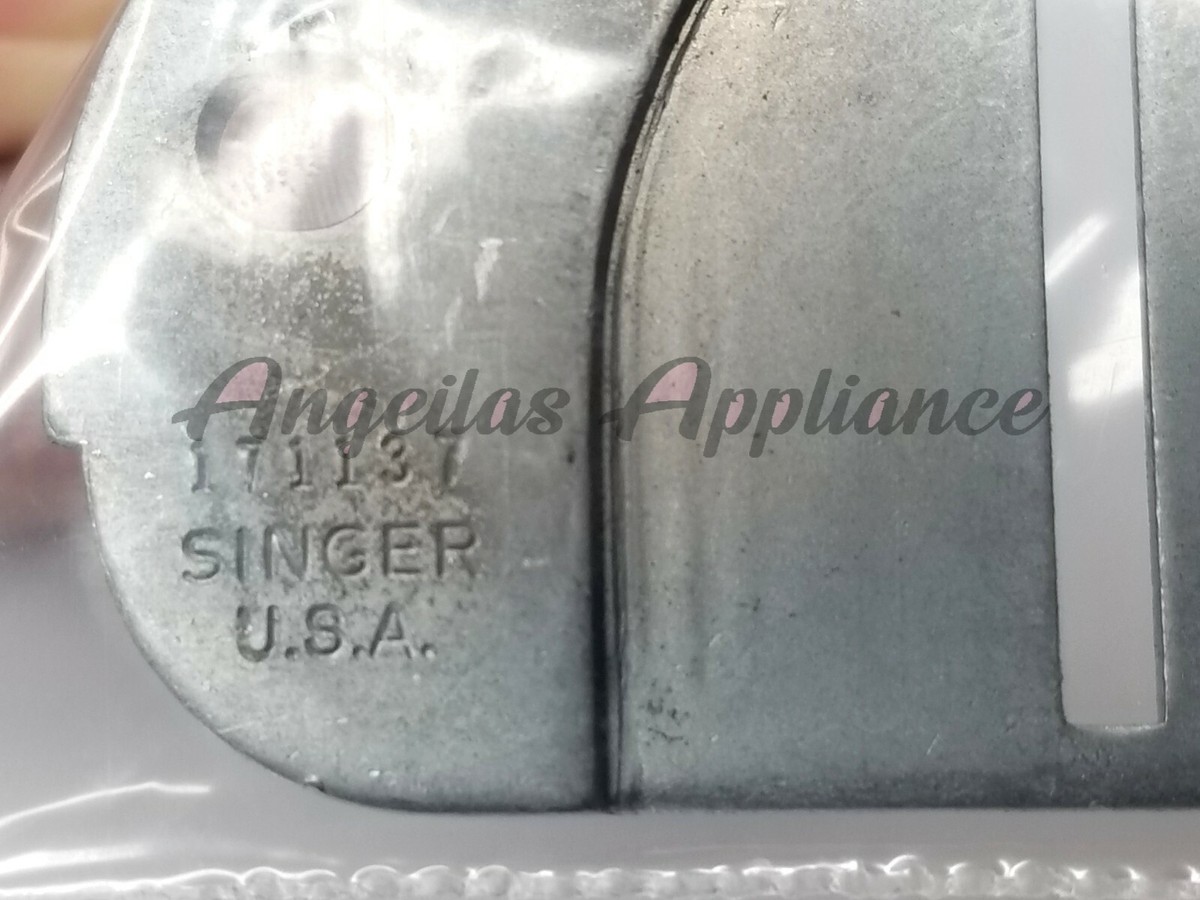 Angeilas Appliance
171137
SINGER
U.S.A.